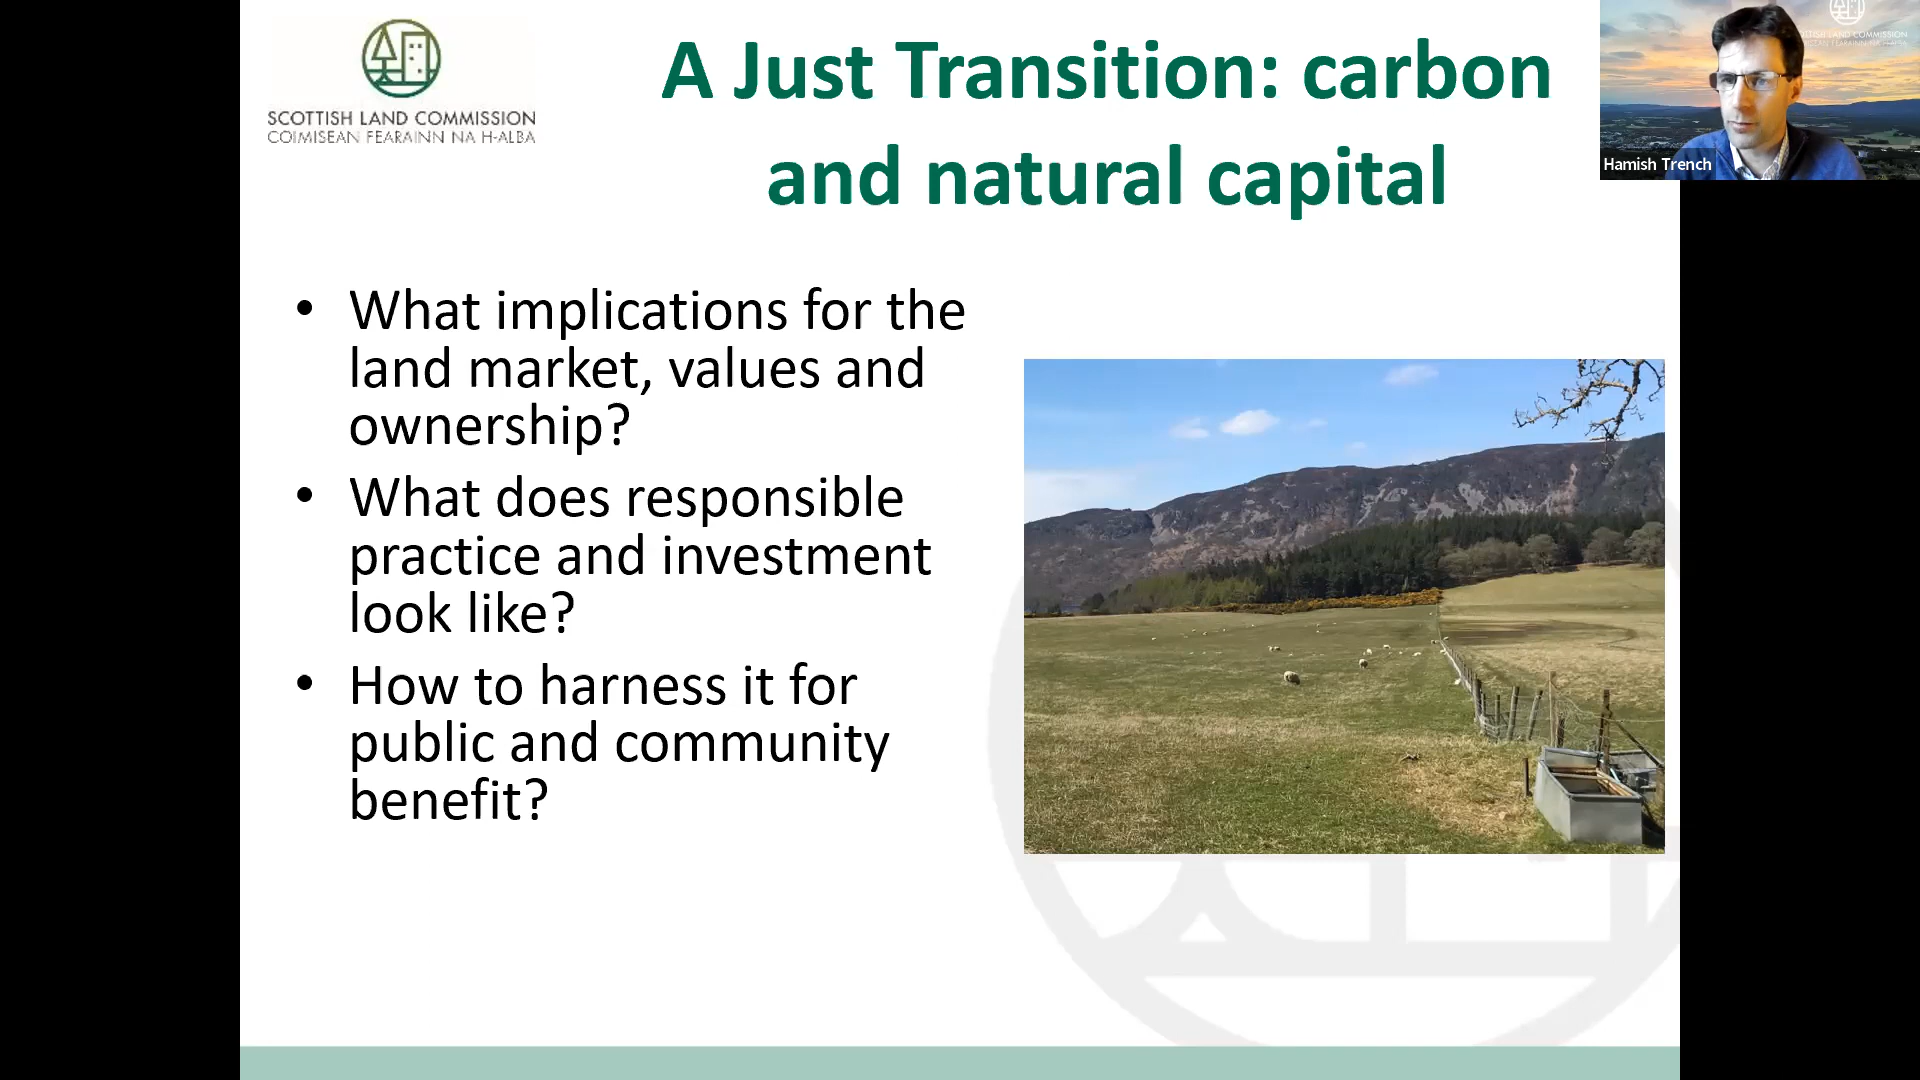 SCOTTISH LAND COMMISSION
COIMISEAN FEARAINN NA H-ALBA
A Just Transition: carbon
and natural capital
Hamish Trench
• What implications for the
land market, values and
ownership?
• What does responsible
practice and investment
look like?
• How to harness it for
public and community
benefit?